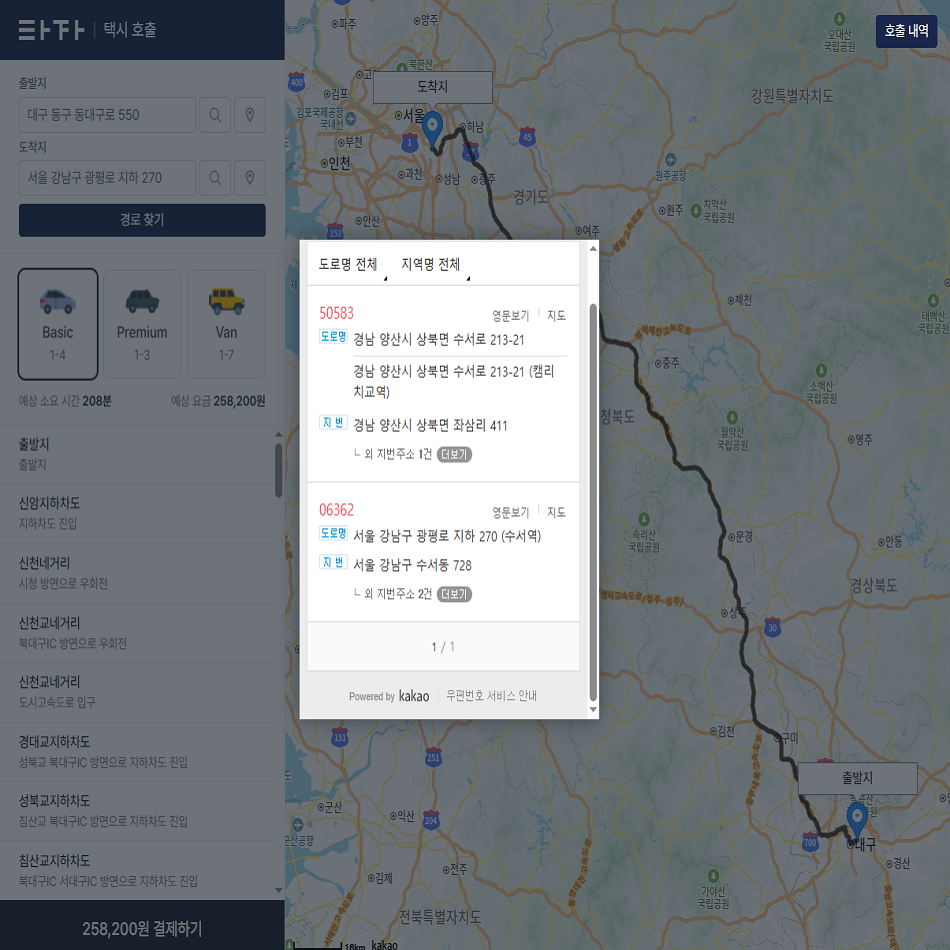 타타 | 택시 호출
출발지
대구 동구 동대구로 550
도착지
서울 강남구 광평로 지하 270
경로 찾기
Basic
1-4
Premium
1-3
Van
1-7
예상 소요 시간 208분
예상 요금 258,200원
출발지
출발지
신암지하차도
지하차도 진입
신천네거리
시청 방면으로 우회전
신천교네거리
북대구IC 방면으로 우회전
신천교네거리
도시고속도로 입구
경대교지하차도
성북교 북대구IC 방면으로 지하차도 진입
성북교지하차도
침산교 북대구IC 방면으로 지하차도 진입
침산교지하차도
북대구IC 서대구IC 방면으로 지하차도 진입
258,200원 결제하기
도로명 전체
지역명 전체
50583
영문보기
지도
도로명 경남 양산시 상북면 수서로 213-21
경남 양산시 상북면 수서로 213-21 (캠리
치교역)
지 번 경남 양산시 상북면 좌삼리 411
└ 외 지번주소 1건 더보기
06362
영문보기
지도
도로명 서울 강남구 광평로 지하 270 (수서역)
지 번 서울 강남구 수서동 728
└ 외 지번주소 2건 더보기
1 / 1
Powered by kakao
우편번호 서비스 안내
호출 내역
파주
양주
오대산
국립공원
북한산
400
김포
도착지
강원특별자치도
김포국제공항
국내선
서울
하남
1
45
부천
인천
과천
성남
광주
원주공항
경기도
원주
치악산
국립공원
안산
153
여주
제천
태백산
국립공원
충주
소백산
국립공원
청북도
월악산
국립공원
영주
속리산
국립공원
문경
안동
경상북도
상주
30
151
251
김천
구미
출발지
군산
익산
204
군산공항
700
대구
경산
전주
김제
가야산
국립공원
전북특별자치도
16km
kakao